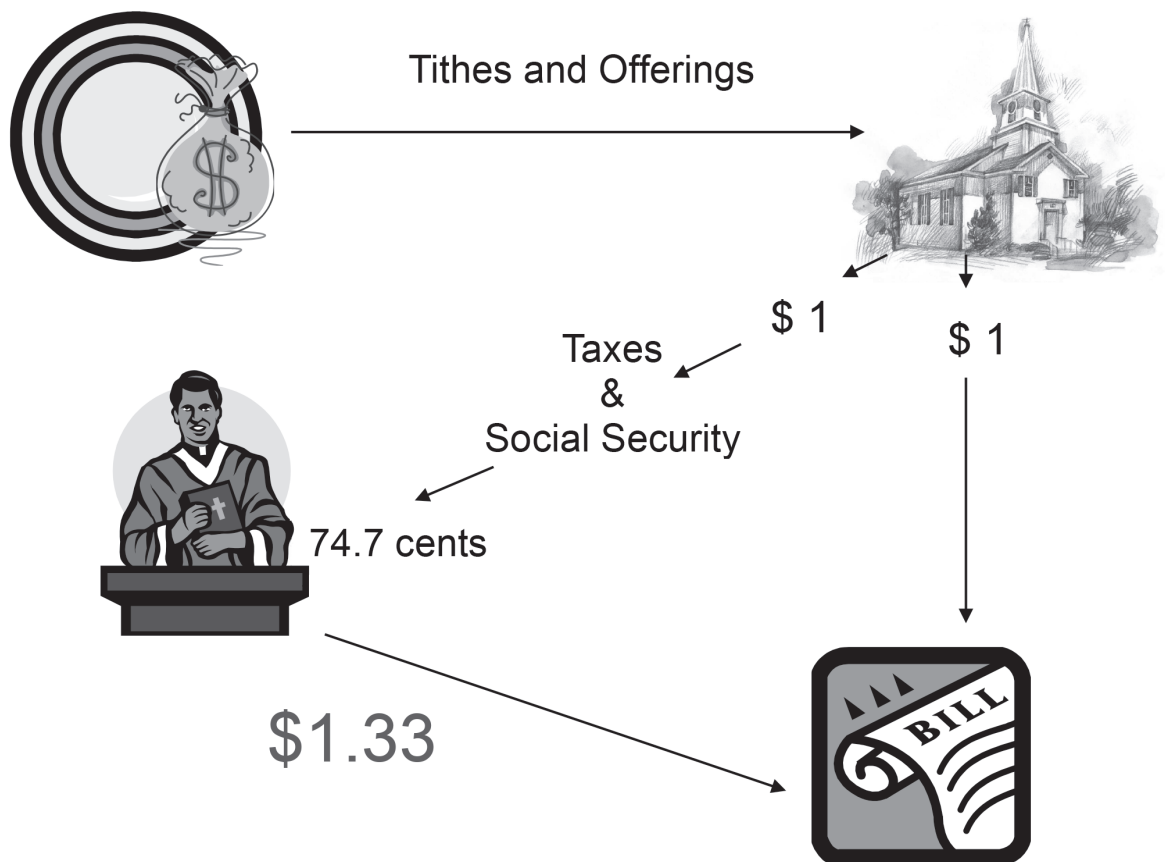 Tithes and Offerings
$
$ 1
$ 1
Taxes
&
Social Security
74.7 cents
$1.33
BILL